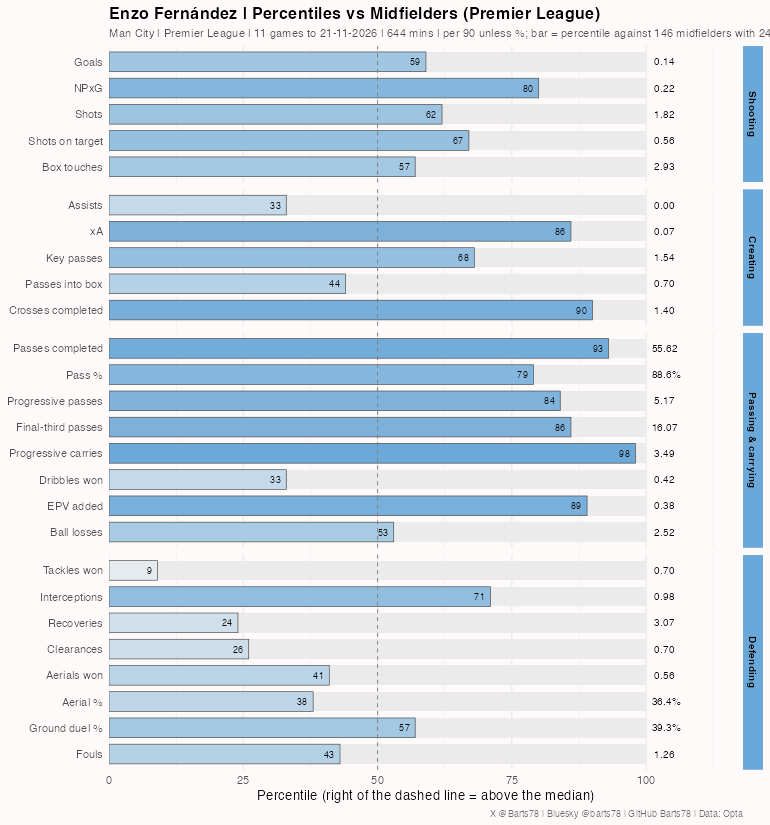 Enzo Fernández | Percentiles vs Midfielders (Premier League)
Man City | Premier League | 11 games to 21-11-2026 | 644 mins | per 90 unless %; bar = percentile against 146 midfielders with 24
Goals 59 0.14
NPxG 80 0.22
Shots 62 1.82
Shots on target 67 0.56
Box touches 57 2.93
Shooting
Assists 33 0.00
xA 86 0.07
Key passes 68 1.54
Passes into box 44 0.70
Crosses completed 90 1.40
Creating
Passes completed 93 55.62
Pass % 79 88.6%
Progressive passes 84 5.17
Final-third passes 86 16.07
Progressive carries 98 3.49
Dribbles won 33 0.42
EPV added 89 0.38
Ball losses 53 2.52
Passing & carrying
Tackles won 9 0.70
Interceptions 71 0.98
Recoveries 24 3.07
Clearances 26 0.70
Aerials won 41 0.56
Aerial % 38 36.4%
Ground duel % 57 39.3%
Fouls 43 1.26
Defending
0 25 50 75 100
Percentile (right of the dashed line = above the median)
X @Barts78 | Bluesky @barts78 | GitHub Barts78 | Data: Opta